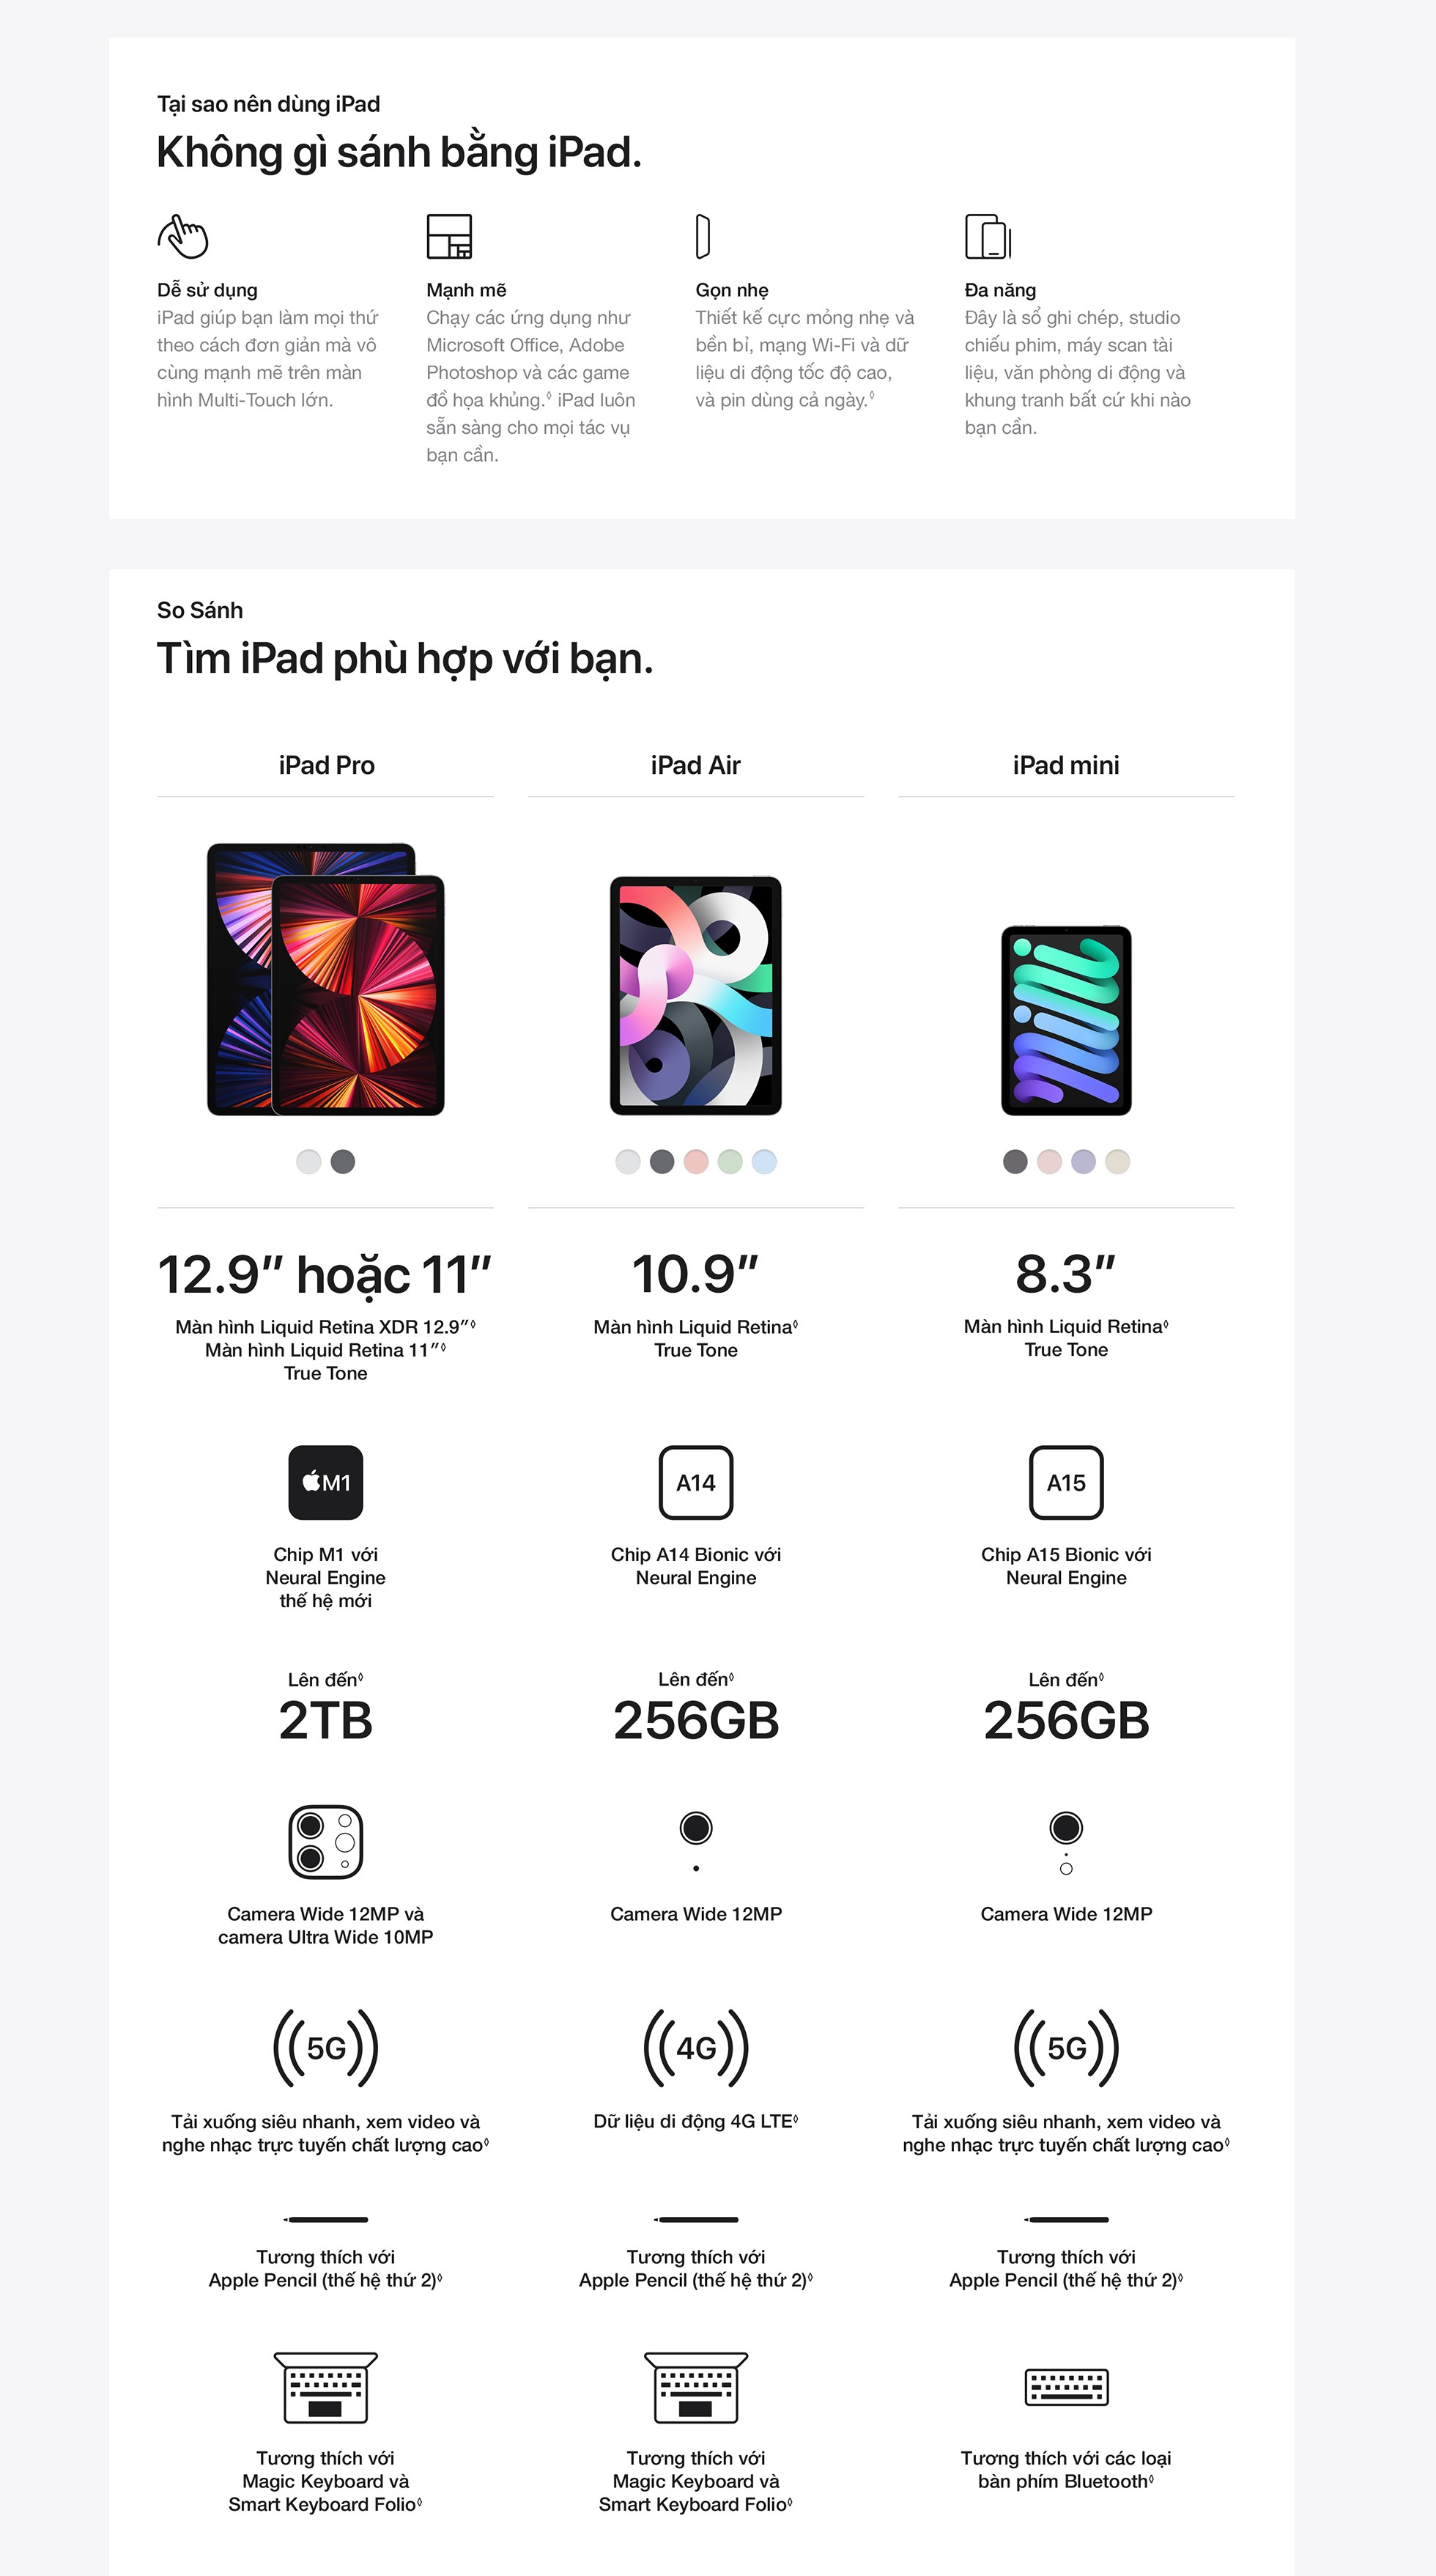 Tại sao nên dùng iPad
Không gì sánh bằng iPad.
Dễ sử dụng
iPad giúp bạn làm mọi thứ
theo cách đơn giản mà vô
cùng mạnh mẽ trên màn
hình Multi-Touch lớn.
Mạnh mẽ
Chạy các ứng dụng như
Microsoft Office, Adobe
Photoshop và các game
đồ họa khủng.◊ iPad luôn
sẵn sàng cho mọi tác vụ
bạn cần.
Gọn nhẹ
Thiết kế cực mỏng nhẹ và
bền bỉ, mạng Wi-Fi và dữ
liệu di động tốc độ cao,
và pin dùng cả ngày.◊
Đa năng
Đây là sổ ghi chép, studio
chiếu phim, máy scan tài
liệu, văn phòng di động và
khung tranh bất cứ khi nào
bạn cần.
So Sánh
Tìm iPad phù hợp với bạn.
iPad Pro
iPad Air
iPad mini
12.9″ hoặc 11″
10.9″
8.3″
Màn hình Liquid Retina XDR 12.9″◊
Màn hình Liquid Retina 11″◊
True Tone
Màn hình Liquid Retina◊
True Tone
Màn hình Liquid Retina◊
True Tone
M1
A14
A15
Chip M1 với
Neural Engine
thế hệ mới
Chip A14 Bionic với
Neural Engine
Chip A15 Bionic với
Neural Engine
Lên đến◊
2TB
Lên đến◊
256GB
Lên đến◊
256GB
Camera Wide 12MP và
camera Ultra Wide 10MP
Camera Wide 12MP
Camera Wide 12MP
5G
4G
5G
Tải xuống siêu nhanh, xem video và
nghe nhạc trực tuyến chất lượng cao◊
Dữ liệu di động 4G LTE◊
Tải xuống siêu nhanh, xem video và
nghe nhạc trực tuyến chất lượng cao◊
Tương thích với
Apple Pencil (thế hệ thứ 2)◊
Tương thích với
Apple Pencil (thế hệ thứ 2)◊
Tương thích với
Apple Pencil (thế hệ thứ 2)◊
Tương thích với
Magic Keyboard và
Smart Keyboard Folio◊
Tương thích với
Magic Keyboard và
Smart Keyboard Folio◊
Tương thích với các loại
bàn phím Bluetooth◊